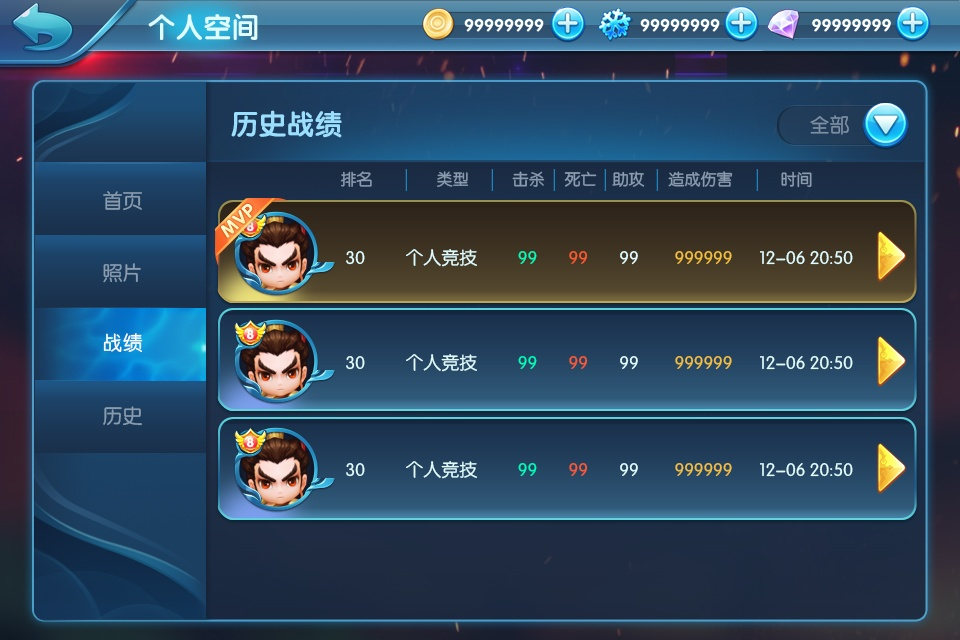 个人空间 99999999 99999999 99999999
历史战绩 全部
首页
照片
战绩
历史
排名 类型 击杀 死亡 助攻 造成伤害 时间
MVP 8 30 个人竞技 99 99 99 999999 12-06 20:50
8 30 个人竞技 99 99 99 999999 12-06 20:50
8 30 个人竞技 99 99 99 999999 12-06 20:50